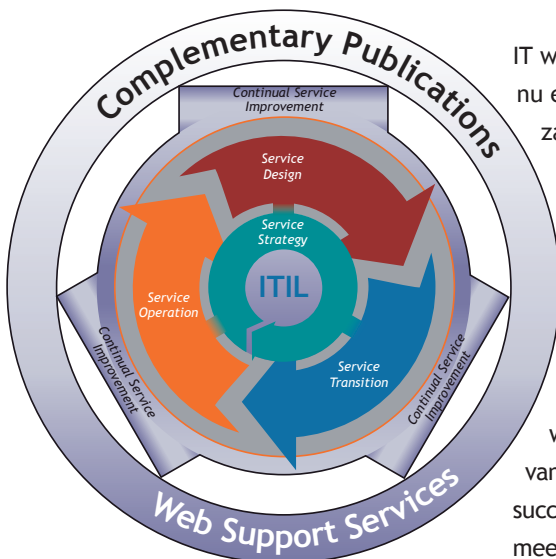 Complementary Publications
Continual Service
Improvement
Service
Design
Service
Strategy
ITIL
Service
Operation
Service
Transition
Continual Service
Improvement
Continual Service
Improvement
Web Support Services
IT w
nu e
za
van
succ
mee